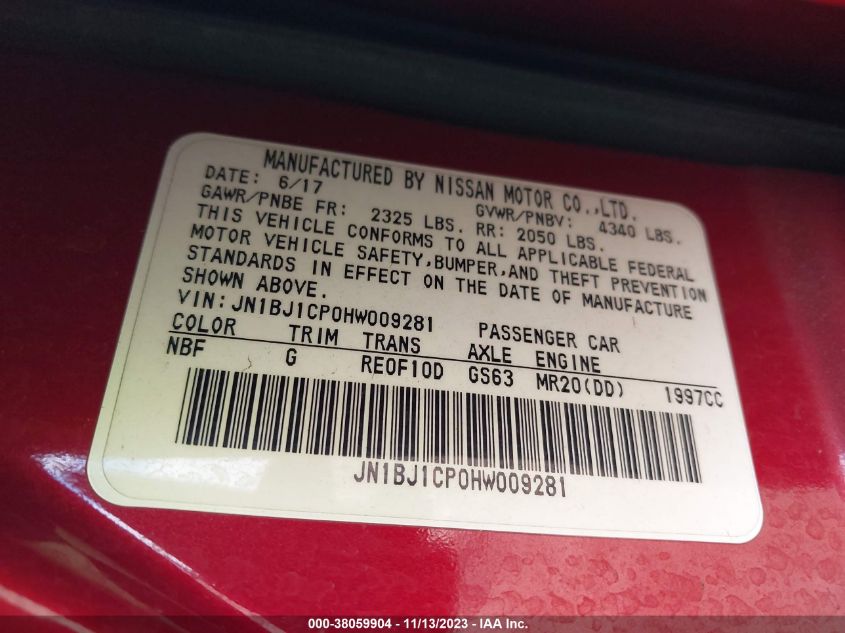 MANUFACTURED BY NISSAN MOTOR CO.,LTD.
DATE: 6/17
GVWR/PNBV: 4340 LBS.
GAWR/PNBE FR: 2325 LBS. RR: 2050 LBS.
THIS VEHICLE CONFORMS TO ALL APPLICABLE FEDERAL
MOTOR VEHICLE SAFETY,BUMPER,AND THEFT PREVENTION
STANDARDS IN EFFECT ON THE DATE OF MANUFACTURE
SHOWN ABOVE.
VIN: JN1BJ1CP0HW009281 PASSENGER CAR
COLOR TRIM TRANS AXLE ENGINE
NBF G RE0F10D GS63 MR20(DD) 1997CC
JN1BJ1CP0HW009281
000-38059904 - 11/13/2023 - IAA Inc.